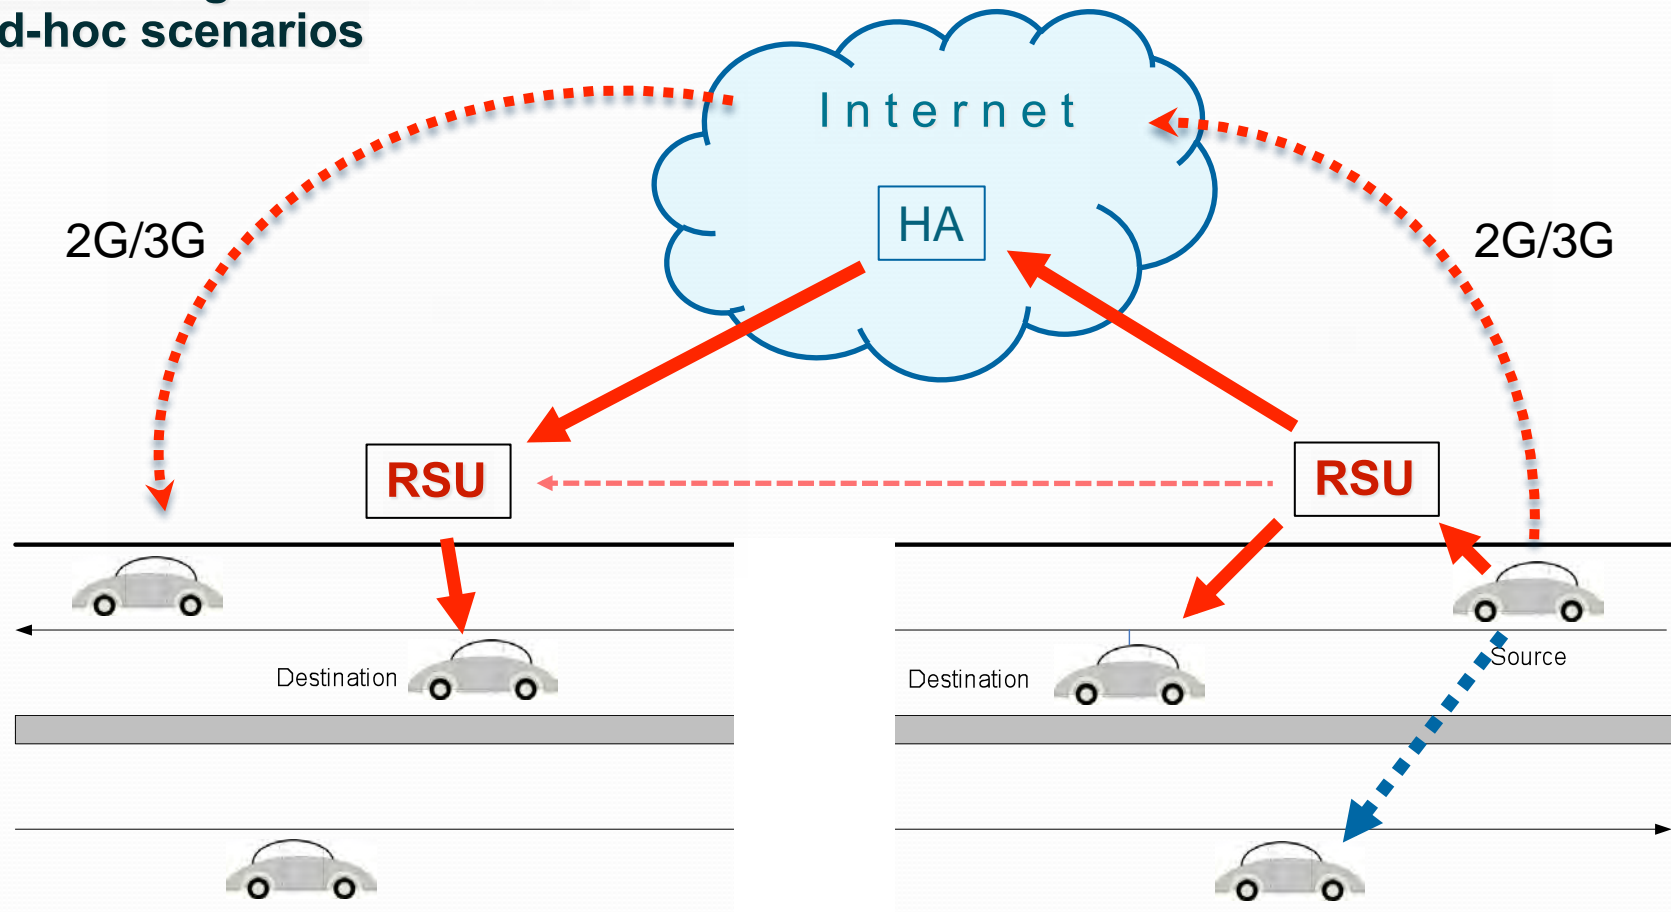 d-hoc scenarios
Internet
HA
2G/3G
2G/3G
RSU
RSU
Destination
Destination
Source